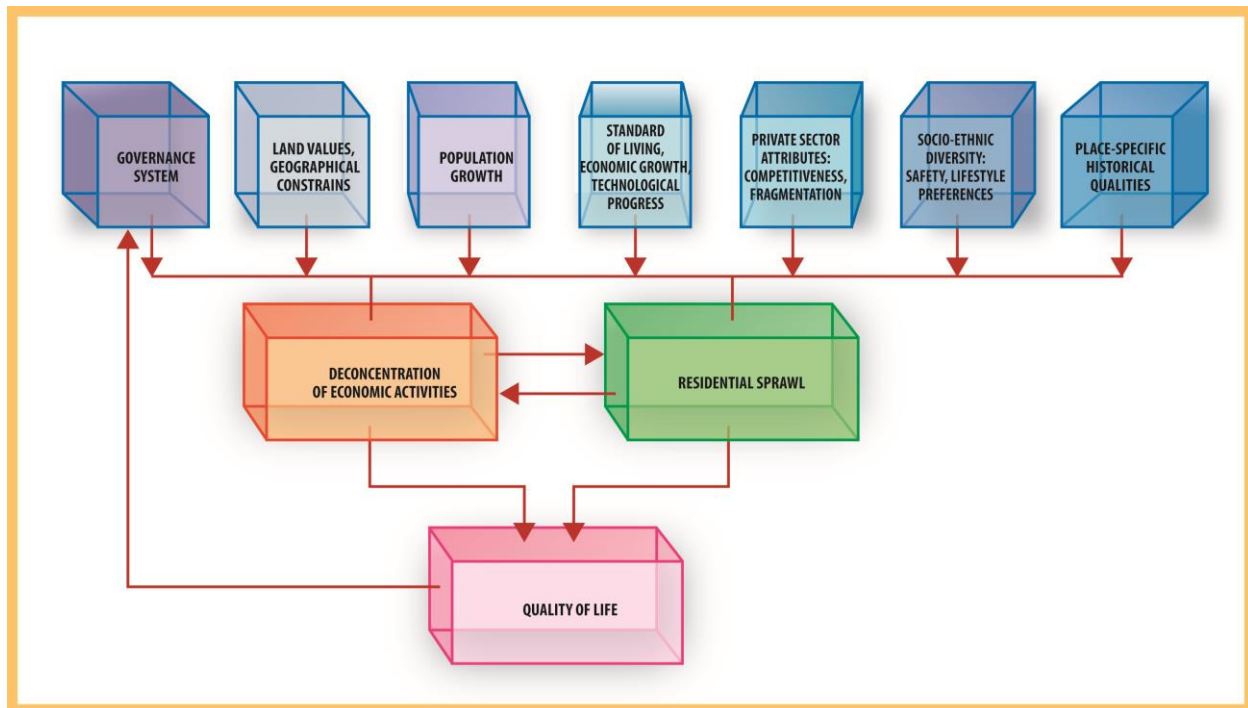 GOVERNANCE
SYSTEM
LAND VALUES,
GEOGRAPHICAL
CONSTRAINS
POPULATION
GROWTH
STANDARD
OF LIVING,
ECONOMIC GROWTH,
TECHNOLOGICAL
PROGRESS
PRIVATE SECTOR
ATTRIBUTES:
COMPETITIVENESS,
FRAGMENTATION
SOCIO-ETHNIC
DIVERSITY:
SAFETY, LIFESTYLE
PREFERENCES
PLACE-SPECIFIC
HISTORICAL
QUALITIES
DECONCENTRATION
OF ECONOMIC ACTIVITIES
RESIDENTIAL SPRAWL
QUALITY OF LIFE